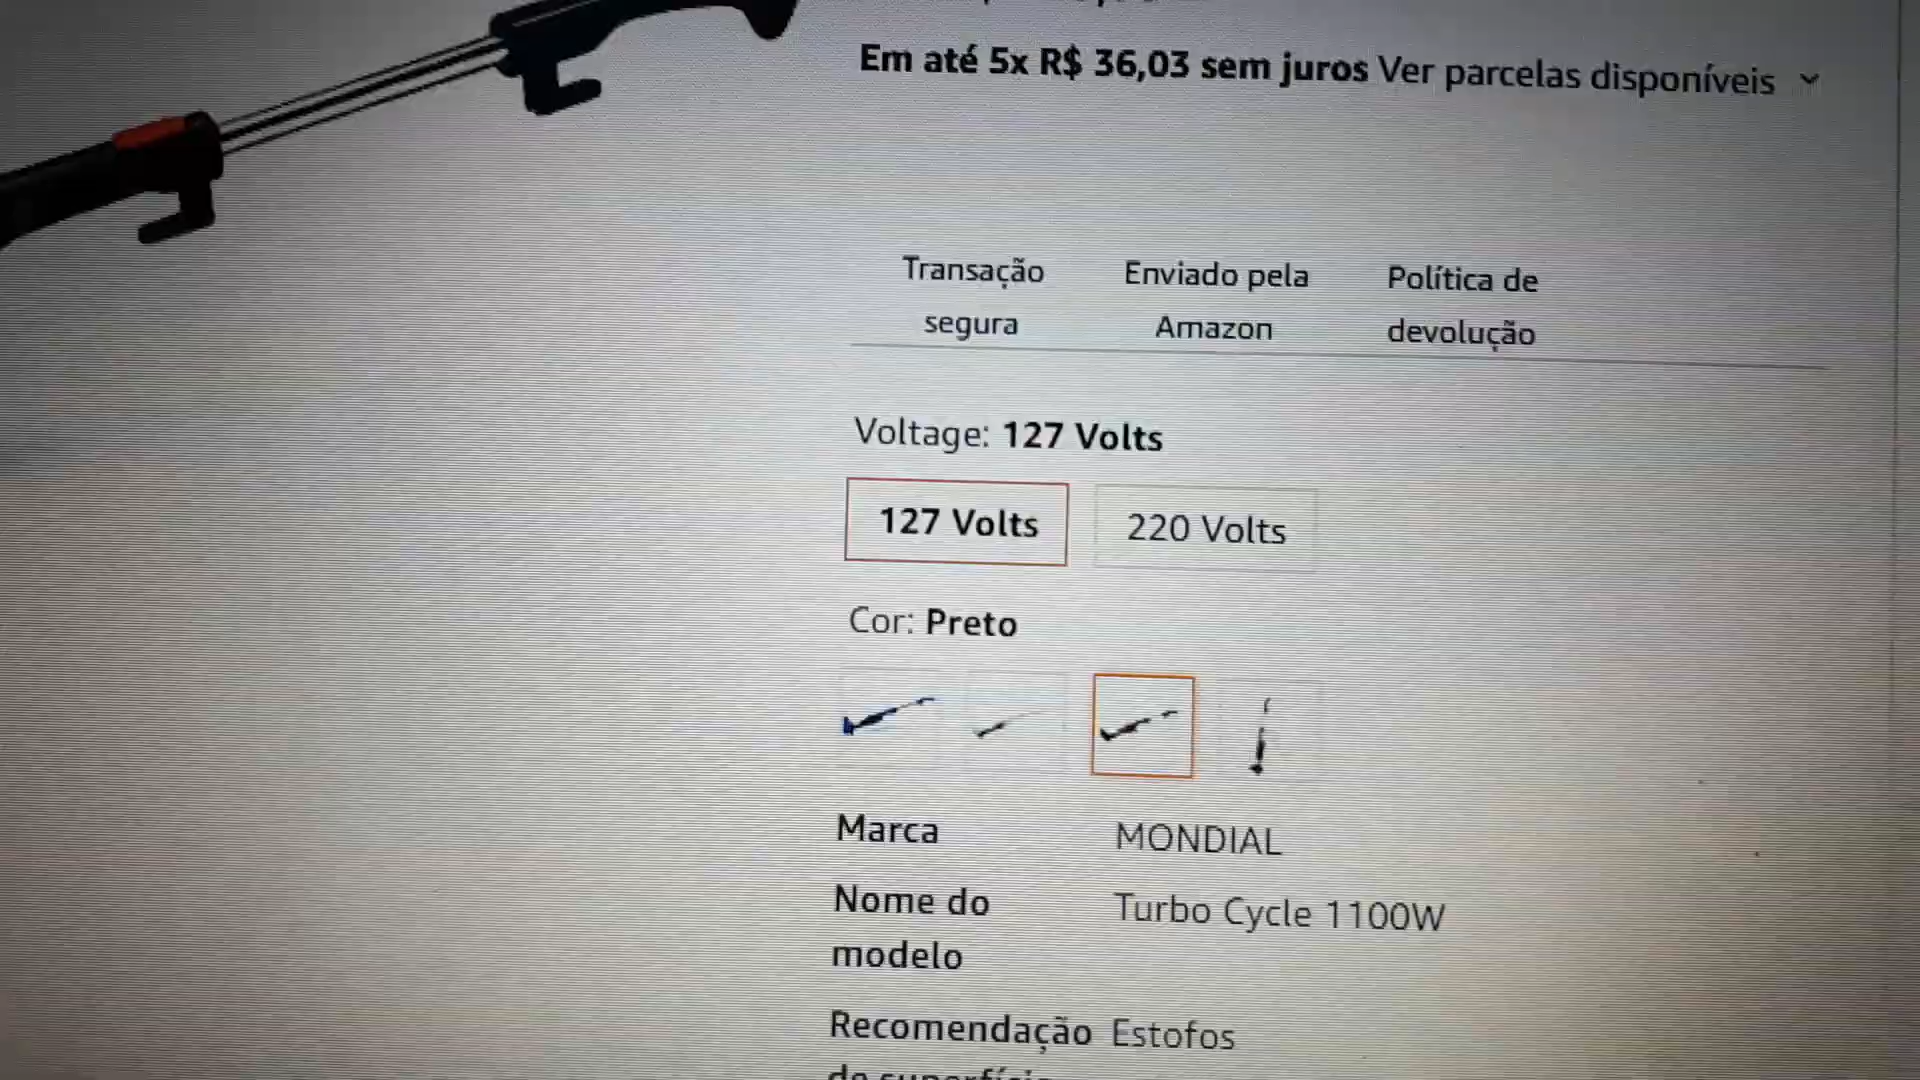 Em até 5x R$ 36,03 sem juros Ver parcelas disponíveis
Transação segura
Enviado pela Amazon
Política de devolução
Voltage: 127 Volts
127 Volts
220 Volts
Cor: Preto
Marca MONDIAL
Nome do modelo Turbo Cycle 1100W
Recomendação Estofos